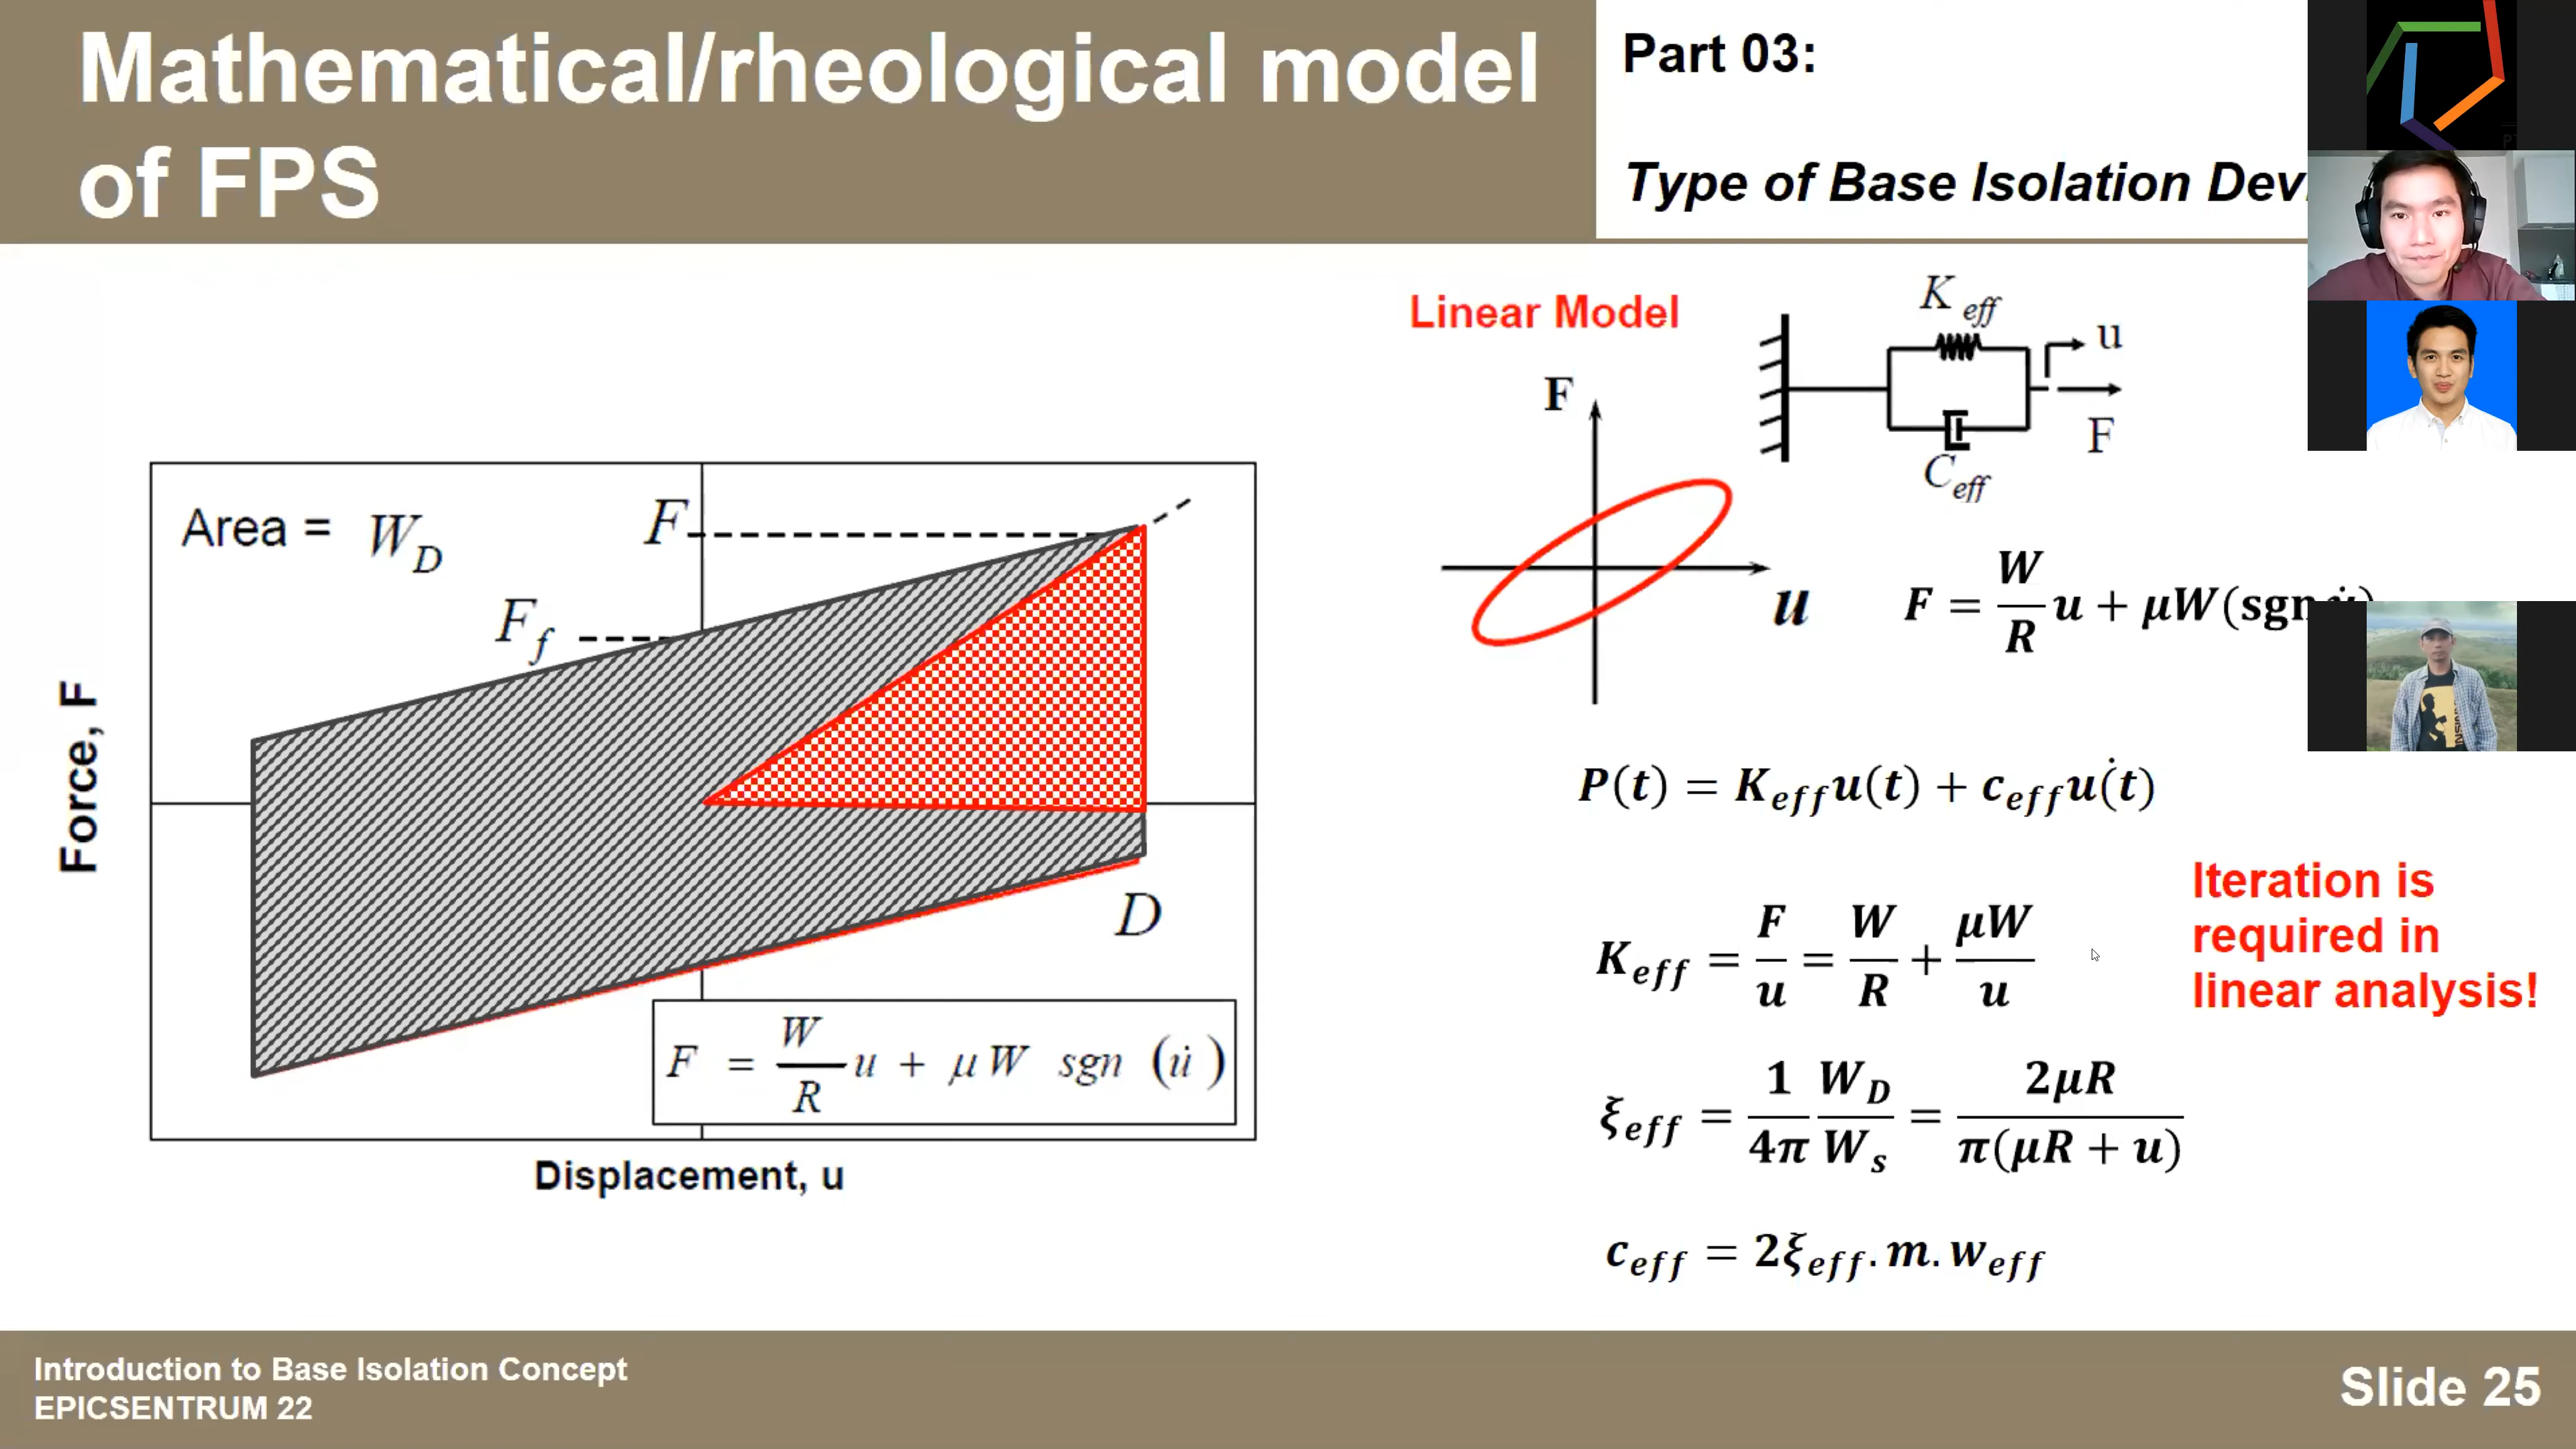 Mathematical/rheological model
of FPS
Part 03:
Type of Base Isolation Dev
Linear Model
K eff
u
F
C eff
F
u
F = W/R u + μW(sgn
P(t) = K_eff u(t) + c_eff u̇(t)
K_eff = F/u = W/R + μW/u
ξ_eff = 1/4π W_D/W_s = 2μR/π(μR + u)
c_eff = 2ξ_eff . m. w_eff
Iteration is
required in
linear analysis!
Area = W_D
F
F_f
Force, F
D
F = W/R u + μ W sgn (u̇)
Displacement, u
Introduction to Base Isolation Concept
EPICSENTRUM 22
Slide 25